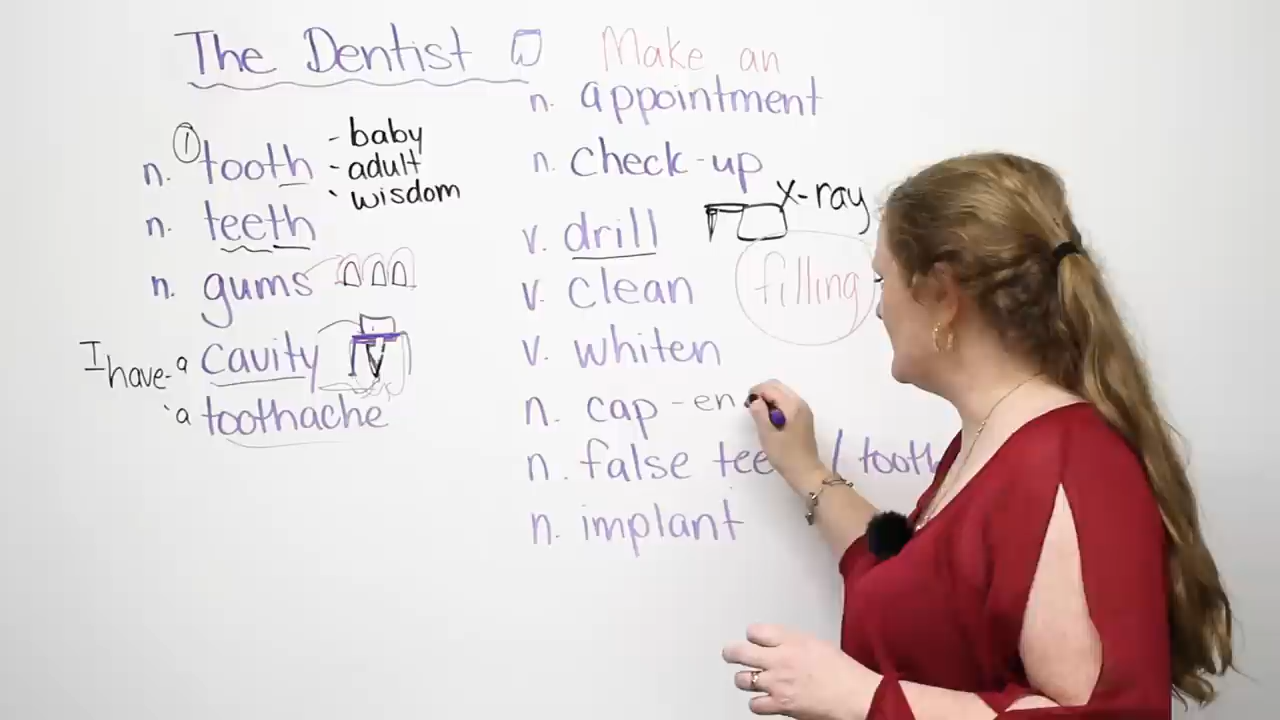 The Dentist
n. ① tooth
- baby
- adult
- wisdom
n. teeth
n. gums
I have a cavity
a toothache
Make an
n. appointment
n. check-up
x-ray
v. drill
filling
v. clean
v. whiten
n. cap - en
n. false / tooth
n. implant